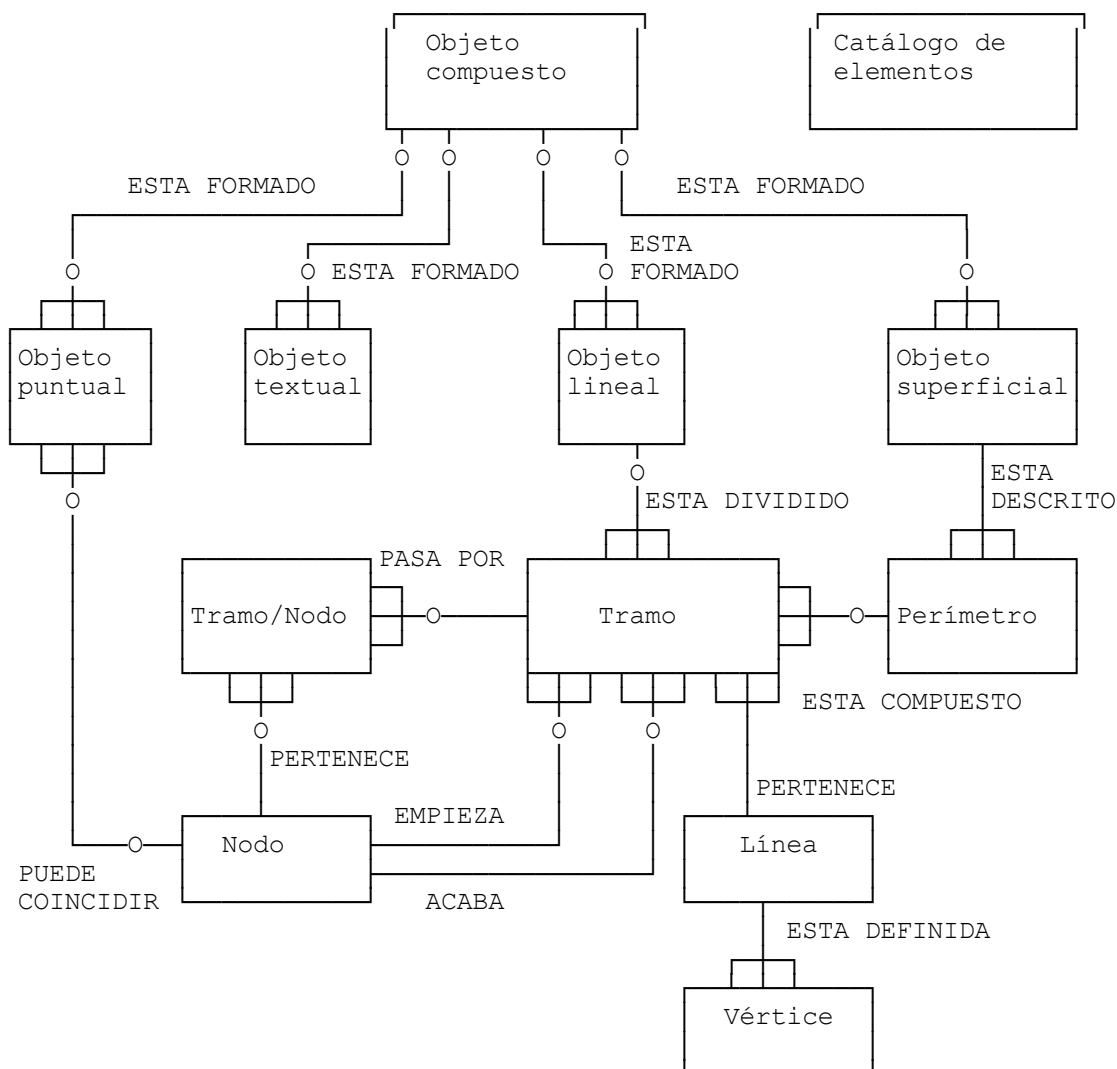 Objeto
compuesto
Catálogo de
elementos
O O O O
ESTA FORMADO
ESTA FORMADO
ESTA
FORMADO
ESTA FORMADO
O O O O
Objeto
puntual
Objeto
textual
Objeto
lineal
Objeto
superficial
O
O
ESTA
DESCRITO
ESTA DIVIDIDO
PASA POR
Tramo/Nodo
O
Tramo
O
Perímetro
ESTA COMPUESTO
O O O
PERTENECE
PERTENECE
EMPIEZA
O
Nodo
Línea
PUEDE
COINCIDIR
ACABA
ESTA DEFINIDA
Vértice